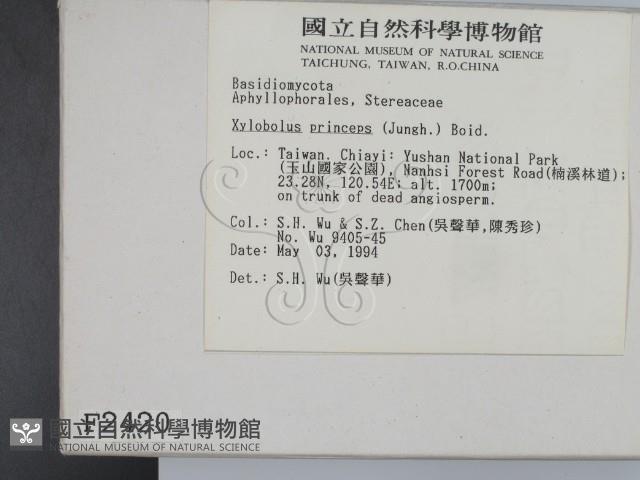 國立自然科學博物館
NATIONAL MUSEUM OF NATURAL SCIENCE
TAICHUNG, TAIWAN, R.O.CHINA
Basidiomycota
Aphyllophorales, Stereaceae
Xylobolus princeps (Jungh.) Boid.
Loc.: Taiwan. Chiayi: Yushan National Park
(玉山國家公園), Nanhsi Forest Road(楠溪林道);
23.28N, 120.54E; alt. 1700m;
on trunk of dead angiosperm.
Col.: S.H. Wu & S.Z. Chen(吳聲華,陳秀珍)
No. Wu 9405-45
Date: May 03, 1994
Det.: S.H. Wu(吳聲華)
F2420
國立自然科學博物館
NATIONAL MUSEUM OF NATURAL SCIENCE